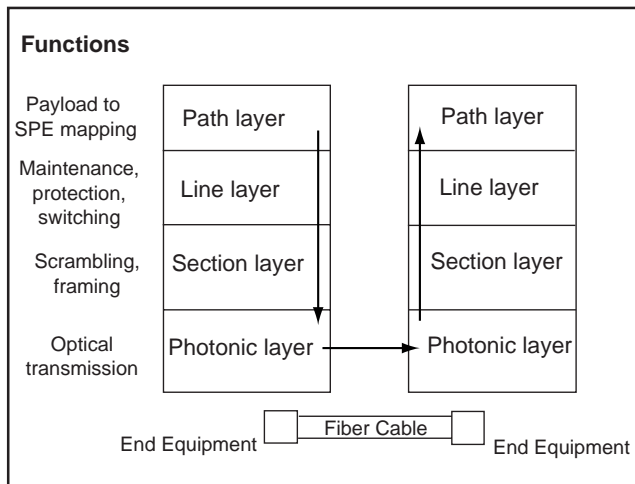 Functions
Payload to
SPE mapping
Path layer
Path layer
Maintenance,
protection,
switching
Line layer
Line layer
Scrambling,
framing
Section layer
Section layer
Optical
transmission
Photonic layer
Photonic layer
Fiber Cable
End Equipment
End Equipment